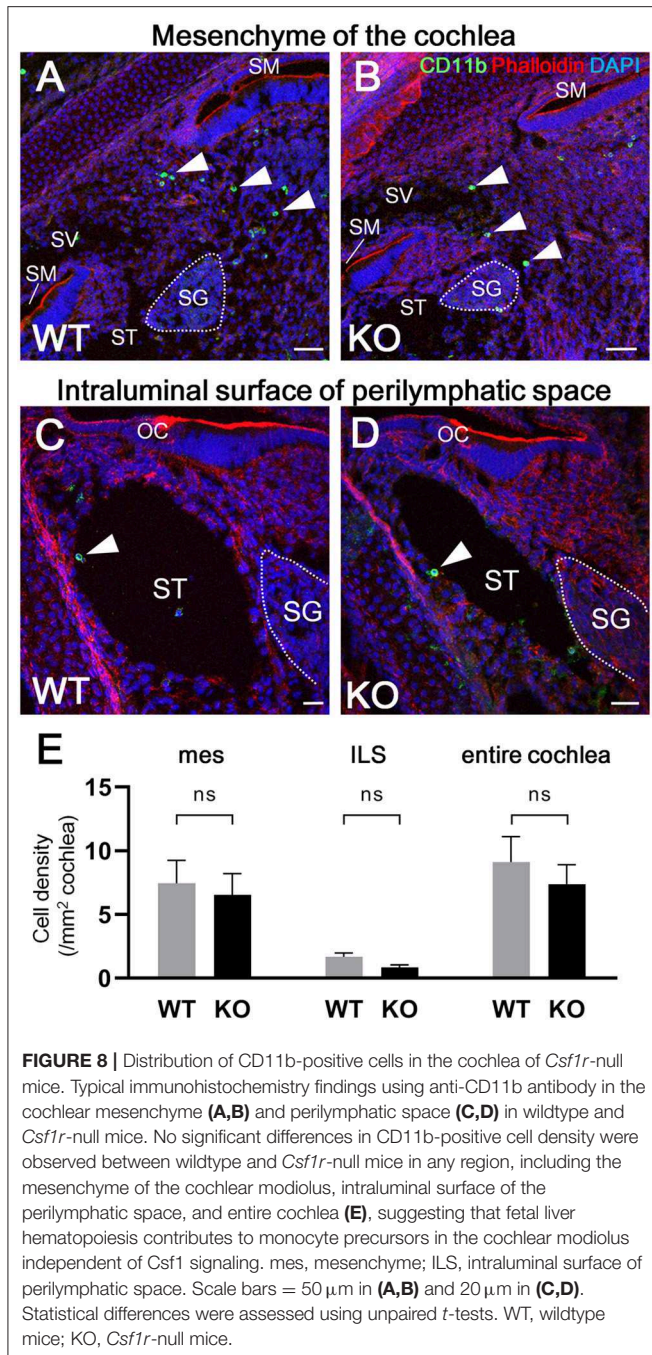 Mesenchyme of the cochlea
A
SM
SV
SM
SG
ST
WT
B
CD11b Phalloidin DAPI
SM
SV
SM
SG
ST
KO
Intraluminal surface of perilymphatic space
C
OC
ST
SG
WT
D
OC
ST
SG
KO
E
mes ILS entire cochlea
ns ns ns
Cell density
(/mm² cochlea)
15
10
5
0
WT KO WT KO WT KO
FIGURE 8 | Distribution of CD11b-positive cells in the cochlea of Csf1r-null
mice. Typical immunohistochemistry findings using anti-CD11b antibody in the
cochlear mesenchyme (A,B) and perilymphatic space (C,D) in wildtype and
Csf1r-null mice. No significant differences in CD11b-positive cell density were
observed between wildtype and Csf1r-null mice in any region, including the
mesenchyme of the cochlear modiolus, intraluminal surface of the
perilymphatic space, and entire cochlea (E), suggesting that fetal liver
hematopoiesis contributes to monocyte precursors in the cochlear modiolus
independent of Csf1 signaling. mes, mesenchyme; ILS, intraluminal surface of
perilymphatic space. Scale bars = 50 μm in (A,B) and 20 μm in (C,D).
Statistical differences were assessed using unpaired t-tests. WT, wildtype
mice; KO, Csf1r-null mice.